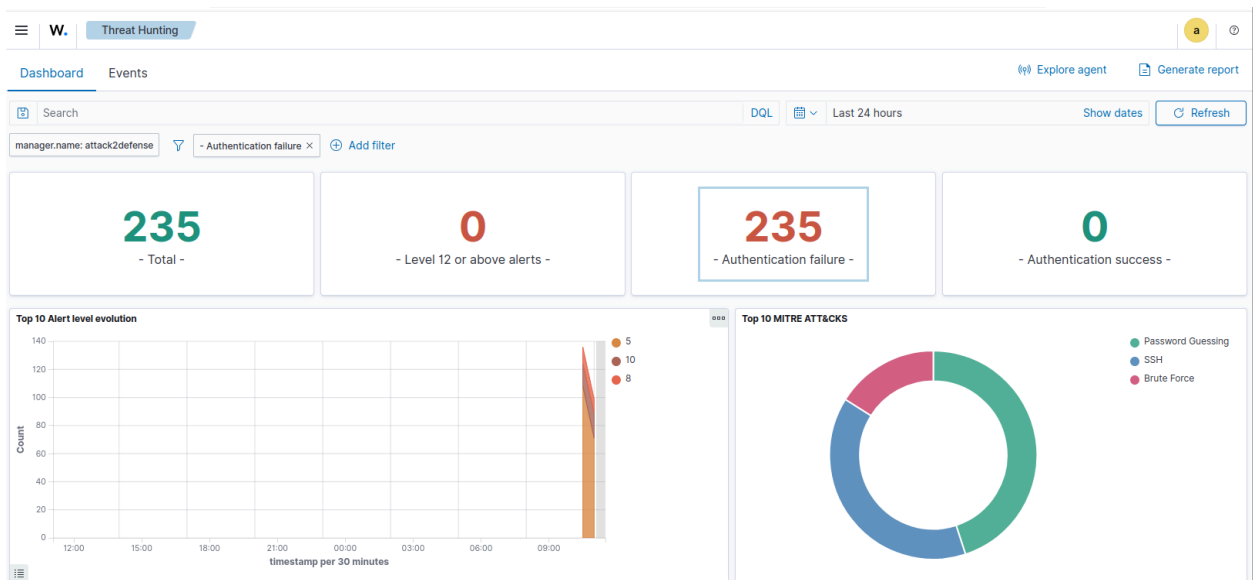 W. Threat Hunting a
Dashboard Events Explore agent Generate report
Search DQL Last 24 hours Show dates Refresh
manager.name: attack2defense - Authentication failure × Add filter
235 0 235 0
- Total - - Level 12 or above alerts - - Authentication failure - - Authentication success -
Top 10 Alert level evolution
140
120
100
80
60
40
20
0
Count
12:00 15:00 18:00 21:00 00:00 03:00 06:00 09:00
timestamp per 30 minutes
5
10
8
Top 10 MITRE ATT&CKS
Password Guessing
SSH
Brute Force